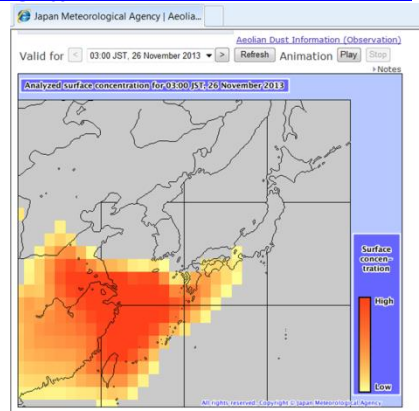 Japan Meteorological Agency | Aeolia...
Aeolian Dust Information (Observation)
Valid for < 03:00 JST, 26 November 2013 > Refresh Animation Play Stop
Notes
Analyzed surface concentration for 03:00 JST, 26 November 2013
Surface
concen-
tration
High
Low
All rights reserved. Copyright © Japan Meteorological Agency